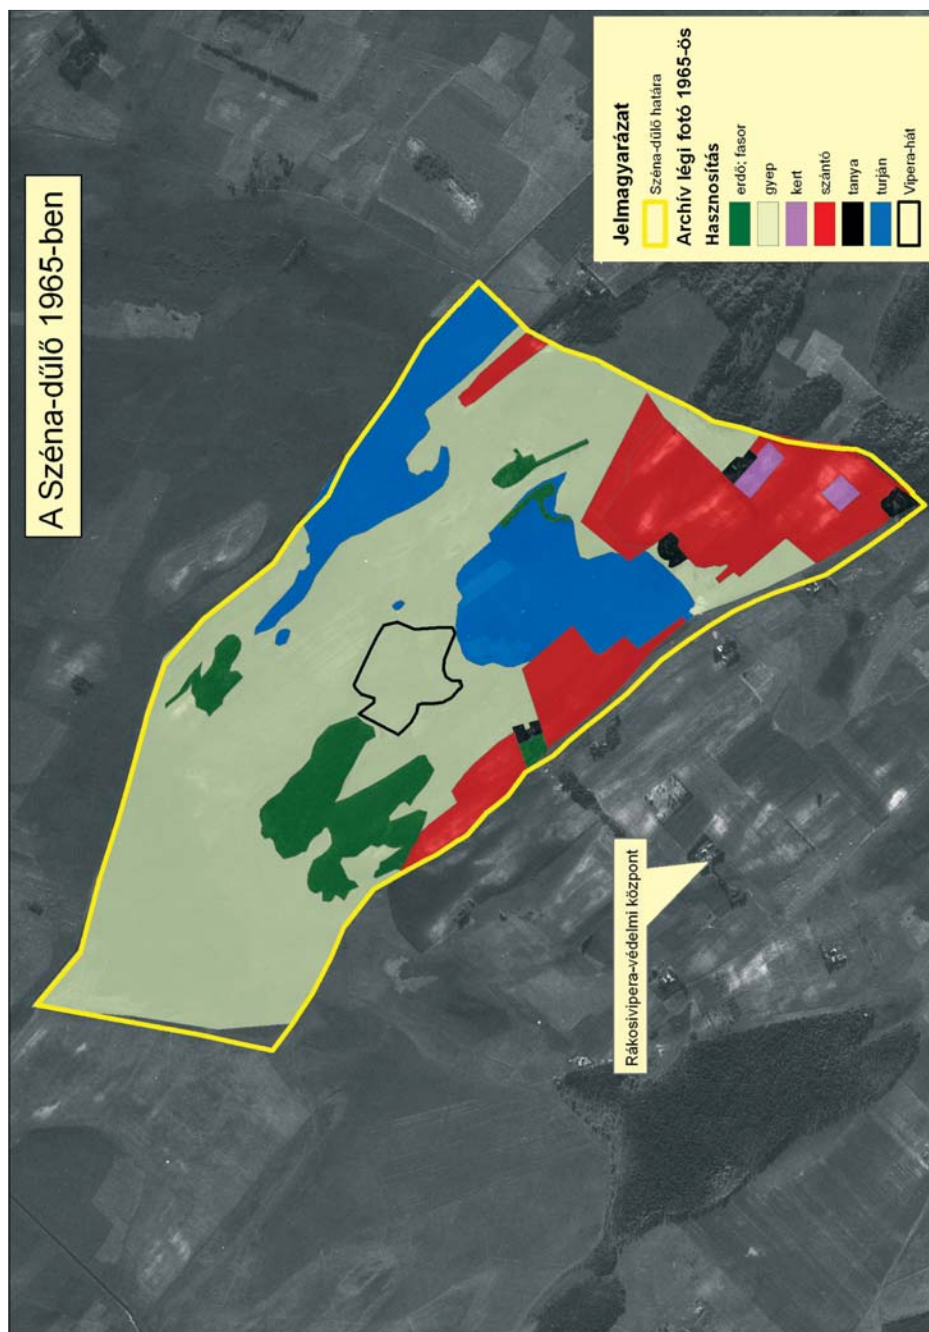 A Széna-dűlő 1965-ben
Jelmagyarázat
Széna-dűlő határa
Archív légi fotó 1965-ös
Hasznosítás
erdő; fasor
gyep
kert
szántó
tanya
turján
Vipera-hát
Rákosivipera-védelmi központ